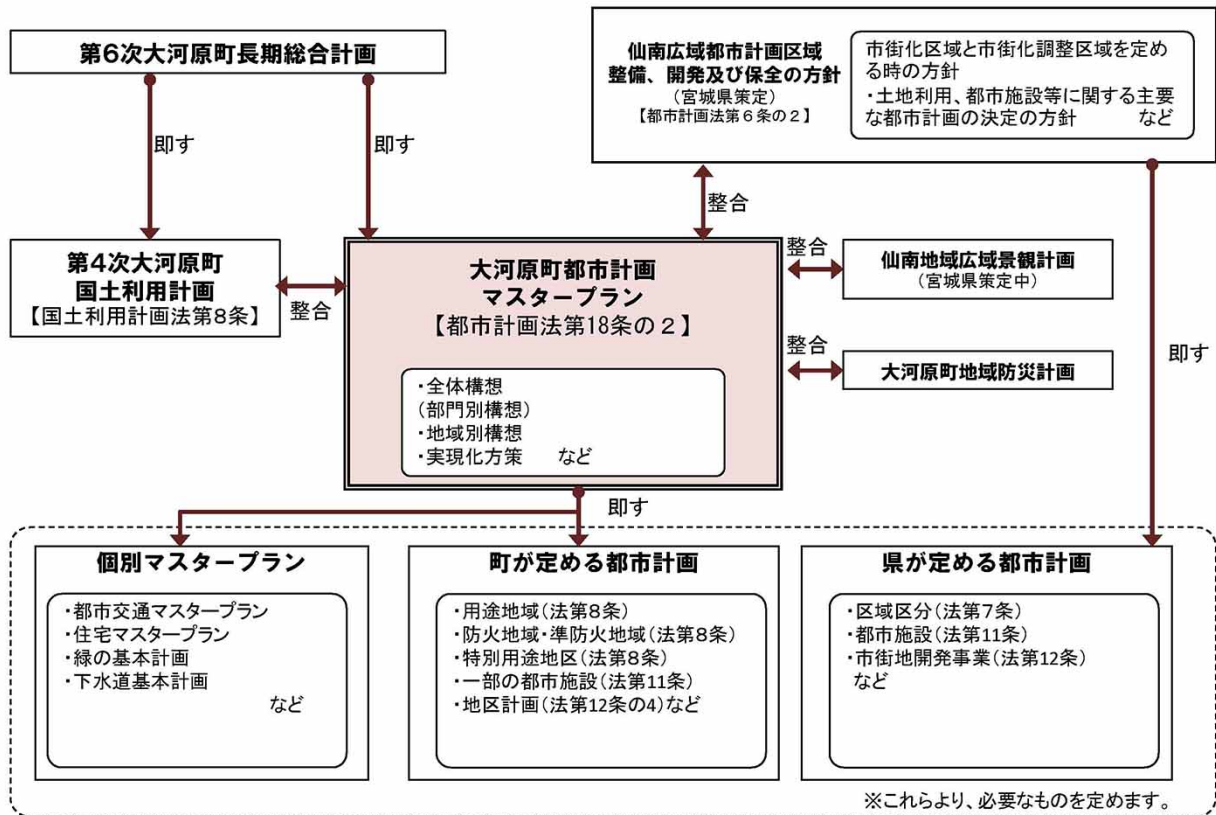 第6次大河原町長期総合計画
仙南広域都市計画区域
整備、開発及び保全の方針
(宮城県策定)
【都市計画法第6条の2】
市街化区域と市街化調整区域を定め
る時の方針
・土地利用、都市施設等に関する主要
な都市計画の決定の方針 など
即す
即す
整合
第4次大河原町
国土利用計画
【国土利用計画法第8条】
整合
大河原町都市計画
マスタープラン
【都市計画法第18条の2】
・全体構想
(部門別構想)
・地域別構想
・実現化方策 など
整合
仙南地域広域景観計画
(宮城県策定中)
整合
大河原町地域防災計画
即す
即す
個別マスタープラン
・都市交通マスタープラン
・住宅マスタープラン
・緑の基本計画
・下水道基本計画
など
町が定める都市計画
・用途地域(法第8条)
・防火地域・準防火地域(法第8条)
・特別用途地区(法第8条)
・一部の都市施設(法第11条)
・地区計画(法第12条の4)など
県が定める都市計画
・区域区分(法第7条)
・都市施設(法第11条)
・市街地開発事業(法第12条)
など
※これらより、必要なものを定めます。